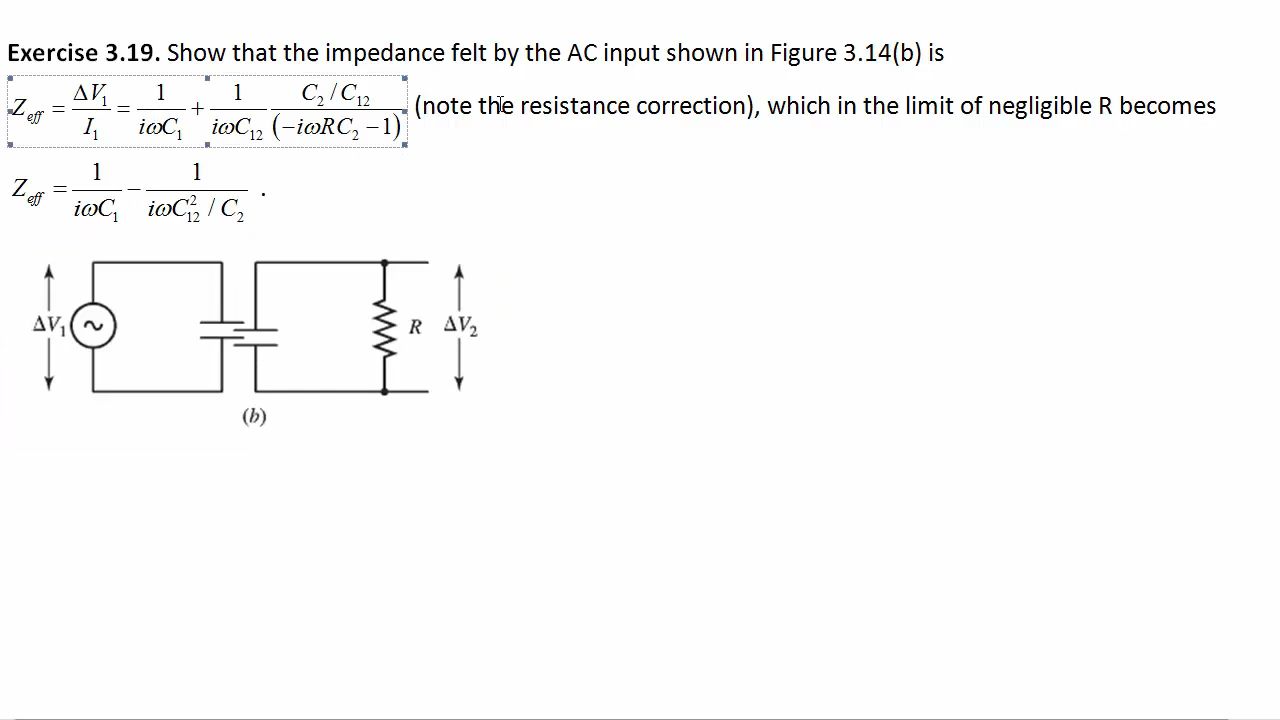 Exercise 3.19. Show that the impedance felt by the AC input shown in Figure 3.14(b) is
Z_eff = ΔV_1 / I_1 = 1/(iωC_1) + 1/(iωC_12) (C_2 / C_12)/(−iωRC_2 − 1) (note the resistance correction), which in the limit of negligible R becomes
Z_eff = 1/(iωC_1) − 1/(iωC_12^2 / C_2) .
ΔV_1 ~ R ΔV_2
(b)